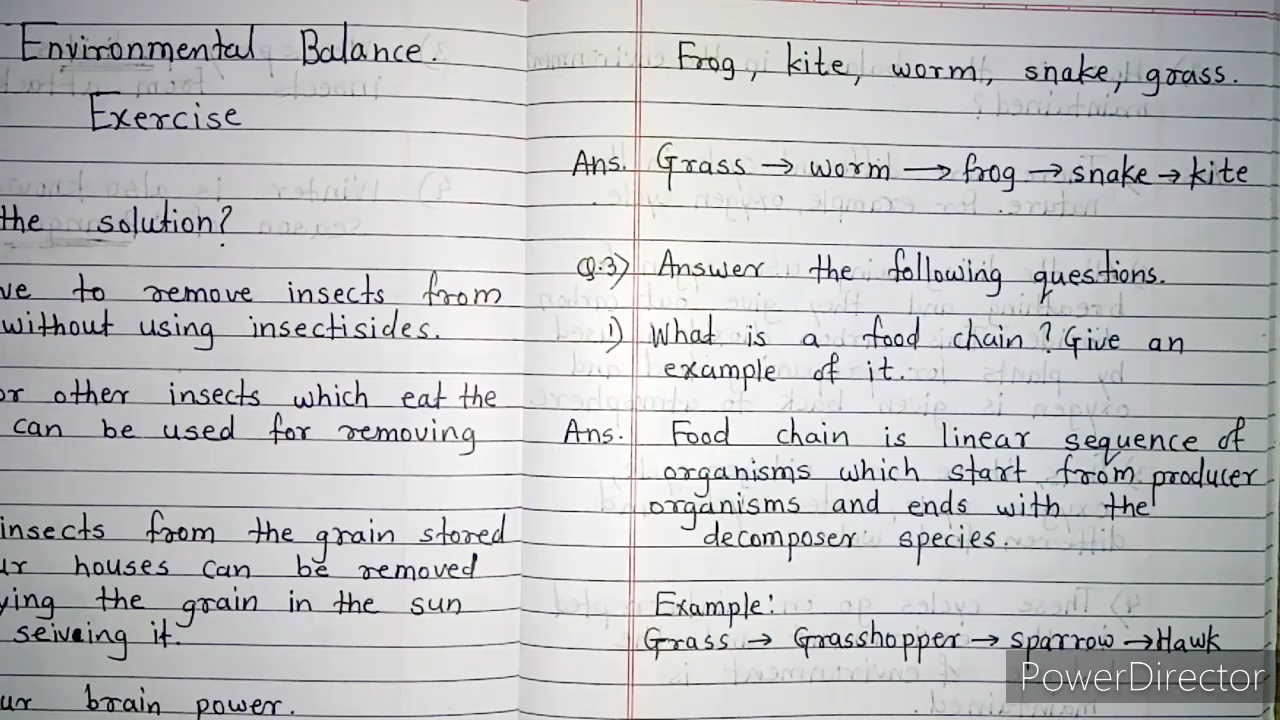 Environmental Balance.
Exercise
the solution?
ve to remove insects from
without using insectisides.
or other insects which eat the
can be used for removing
insects from the grain stored
ur houses can be removed
ying the grain in the sun
seiveing it.
ur brain power.
Frog, kite, worm, snake, grass.
Ans. Grass → worm → frog → snake → kite
Q.3) Answer the following questions.
1) What is a food chain? Give an
example of it.
Ans. Food chain is linear sequence of
organisms which start from producer
organisms and ends with the
decomposer species.
Example:
Grass → Grasshopper → sparrow → Hawk
PowerDirector